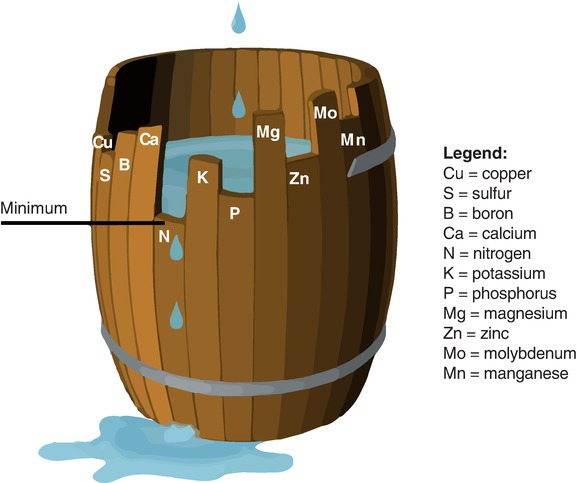 Cu
S
B
Ca
Minimum
N
K
P
Mg
Zn
Mo
Mn
Legend:
Cu = copper
S = sulfur
B = boron
Ca = calcium
N = nitrogen
K = potassium
P = phosphorus
Mg = magnesium
Zn = zinc
Mo = molybdenum
Mn = manganese